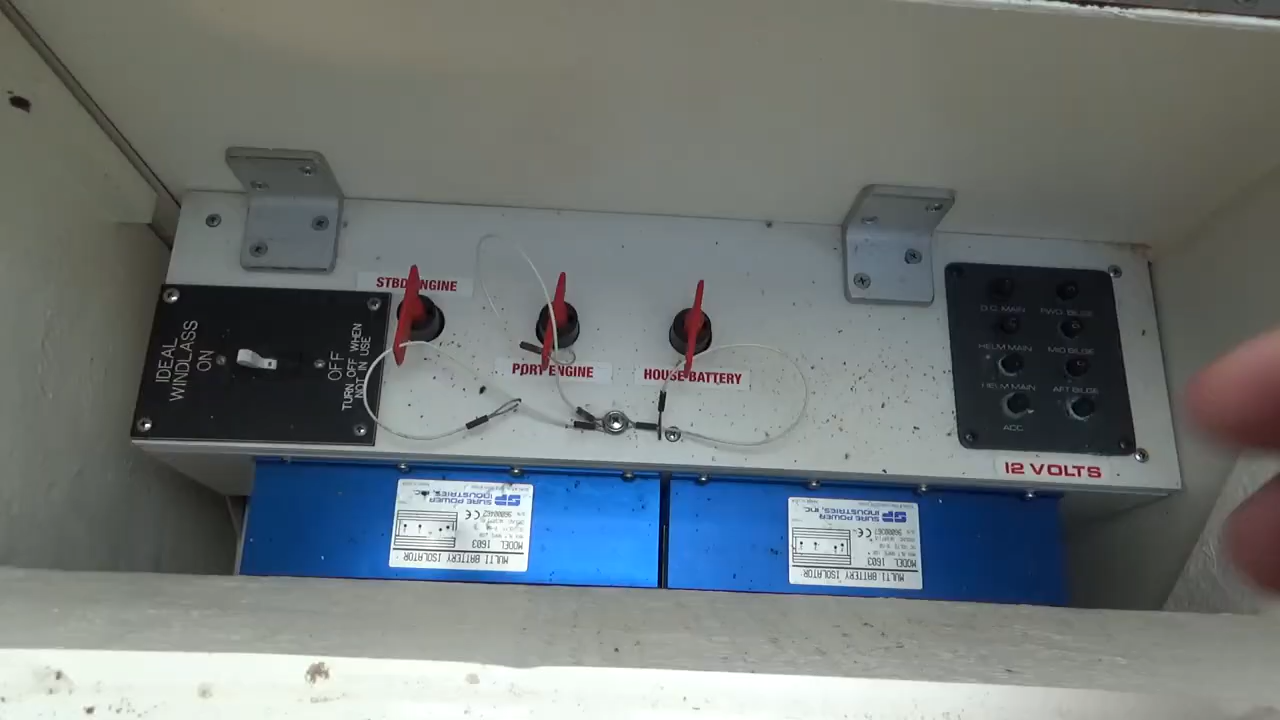 IDEAL
WINDLASS
ON
OFF
TURN OFF WHEN
NOT IN USE
STBD ENGINE
PORT ENGINE
HOUSE BATTERY
D.C. MAIN
FWD. BILGE
HELM MAIN
MID BILGE
HELM MAIN
AFT BILGE
ACC
12 VOLTS
SURE POWER
INDUSTRIES, INC.
CE
MODEL 1603
MULTI BATTERY ISOLATOR
SURE POWER
INDUSTRIES, INC.
CE
MODEL 1603
MULTI BATTERY ISOLATOR